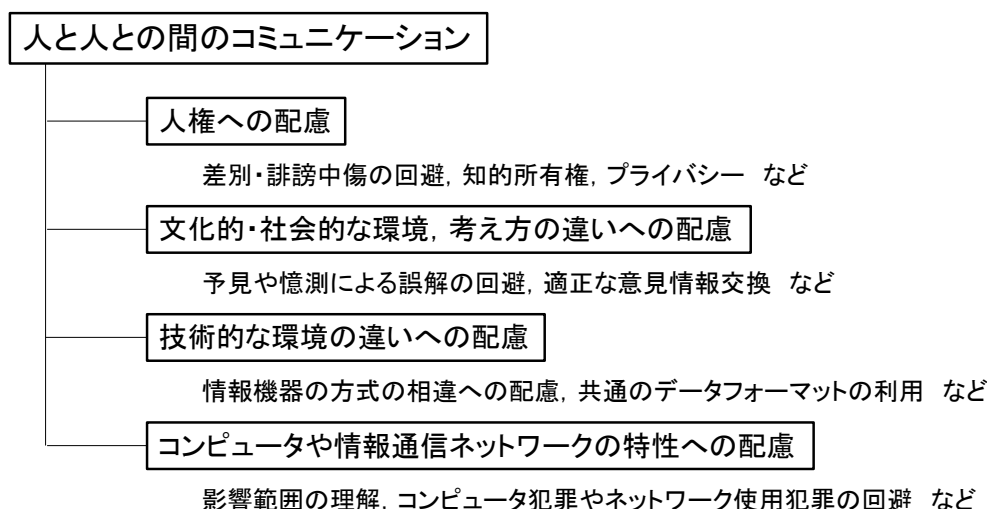 人と人との間のコミュニケーション
人権への配慮
差別・誹謗中傷の回避，知的所有権，プライバシー　など
文化的・社会的な環境，考え方の違いへの配慮
予見や憶測による誤解の回避，適正な意見情報交換　など
技術的な環境の違いへの配慮
情報機器の方式の相違への配慮，共通のデータフォーマットの利用　など
コンピュータや情報通信ネットワークの特性への配慮
影響範囲の理解，コンピュータ犯罪やネットワーク使用犯罪の回避　など